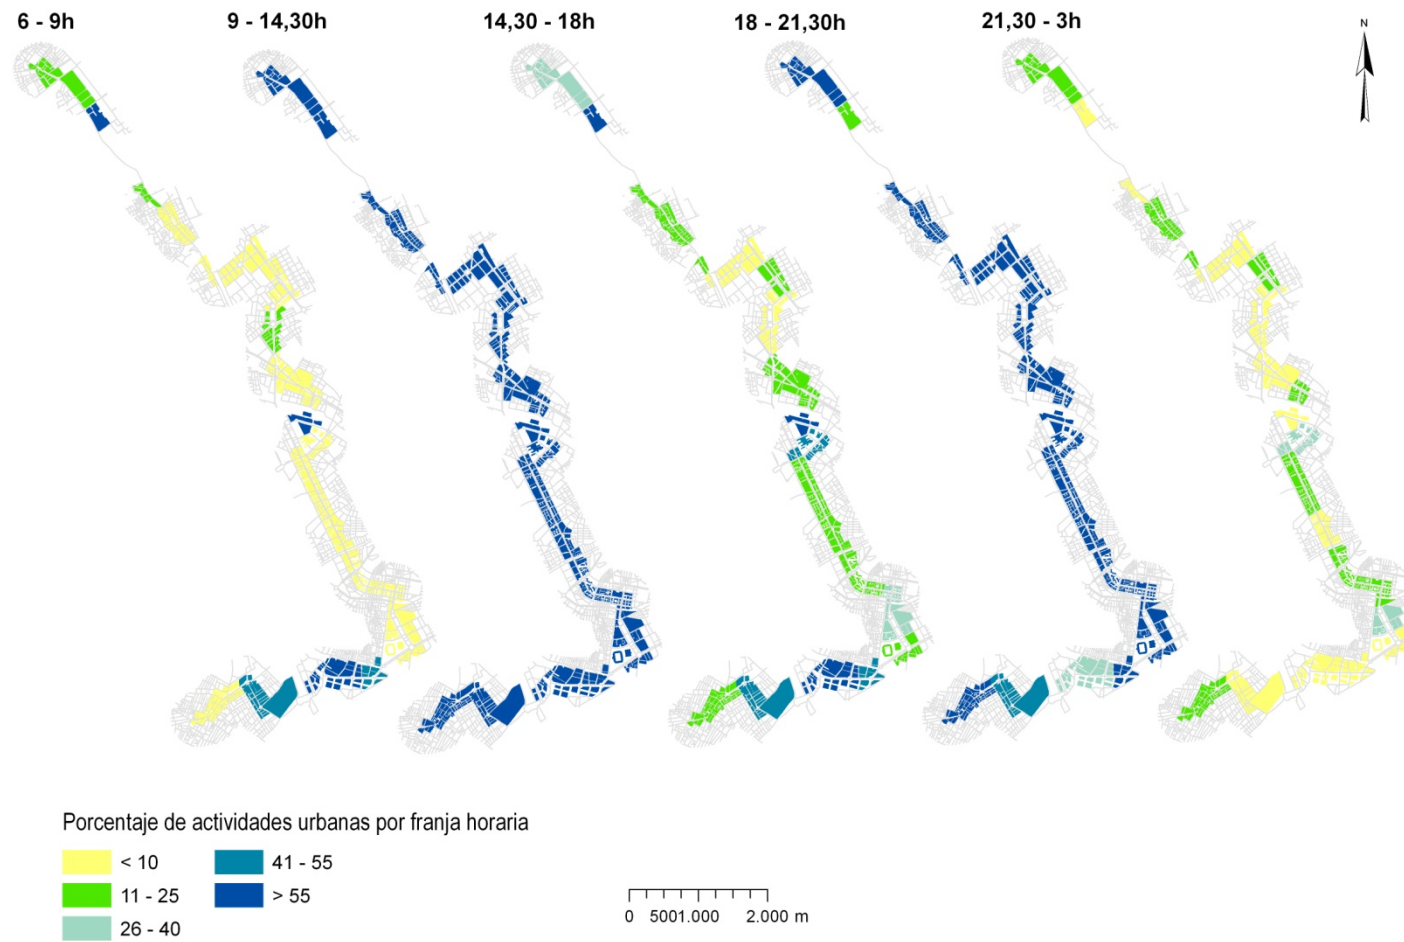 6 - 9h
9 - 14,30h
14,30 - 18h
18 - 21,30h
21,30 - 3h
N
Porcentaje de actividades urbanas por franja horaria
< 10
41 - 55
11 - 25
> 55
26 - 40
0 5001.000 2.000 m